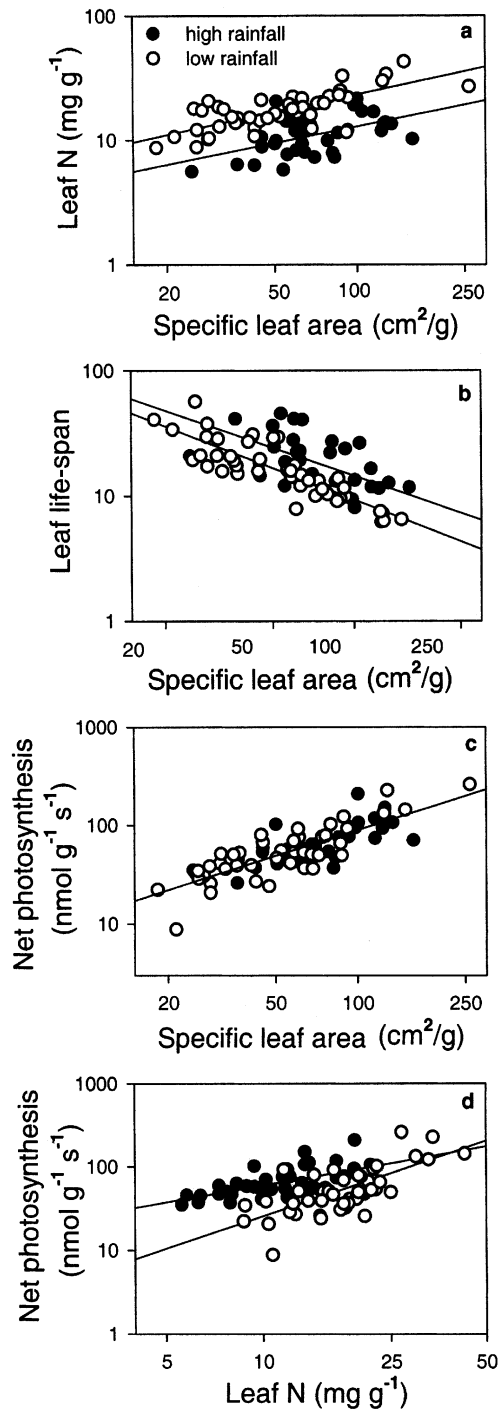 100
a
high rainfall
low rainfall
Leaf N (mg g⁻¹)
10
1
20 50 100 250
Specific leaf area (cm²/g)
100
b
Leaf life-span
10
1
20 50 100 250
Specific leaf area (cm²/g)
1000
c
Net photosynthesis
(nmol g⁻¹ s⁻¹)
100
10
20 50 100 250
Specific leaf area (cm²/g)
1000
d
Net photosynthesis
(nmol g⁻¹ s⁻¹)
100
10
1
5 10 25 50
Leaf N (mg g⁻¹)